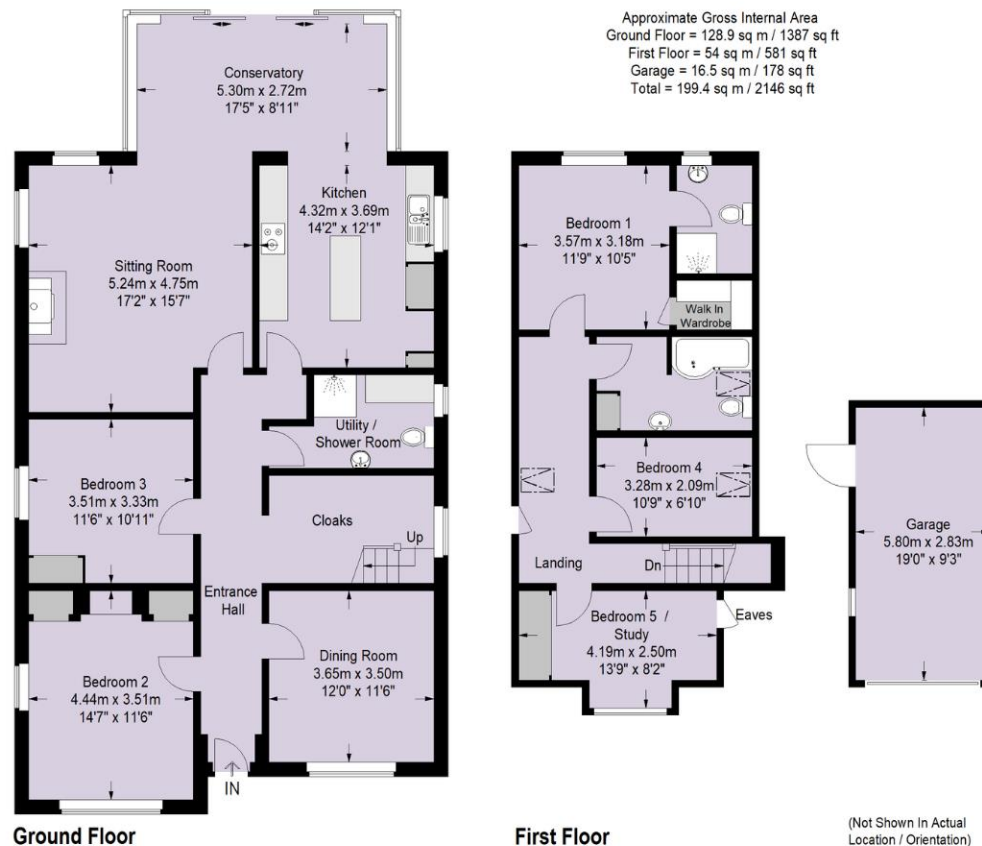 Approximate Gross Internal Area
Ground Floor = 128.9 sq m / 1387 sq ft
First Floor = 54 sq m / 581 sq ft
Garage = 16.5 sq m / 178 sq ft
Total = 199.4 sq m / 2146 sq ft
Conservatory
5.30m x 2.72m
17'5" x 8'11"
Kitchen
4.32m x 3.69m
14'2" x 12'1"
Sitting Room
5.24m x 4.75m
17'2" x 15'7"
Utility /
Shower Room
Bedroom 3
3.51m x 3.33m
11'6" x 10'11"
Cloaks
Up
Entrance
Hall
Bedroom 2
4.44m x 3.51m
14'7" x 11'6"
Dining Room
3.65m x 3.50m
12'0" x 11'6"
IN
Ground Floor
Bedroom 1
3.57m x 3.18m
11'9" x 10'5"
Walk In
Wardrobe
Bedroom 4
3.28m x 2.09m
10'9" x 6'10"
Landing
Dn
Bedroom 5 /
Study
4.19m x 2.50m
13'9" x 8'2"
Eaves
First Floor
Garage
5.80m x 2.83m
19'0" x 9'3"
(Not Shown In Actual
Location / Orientation)